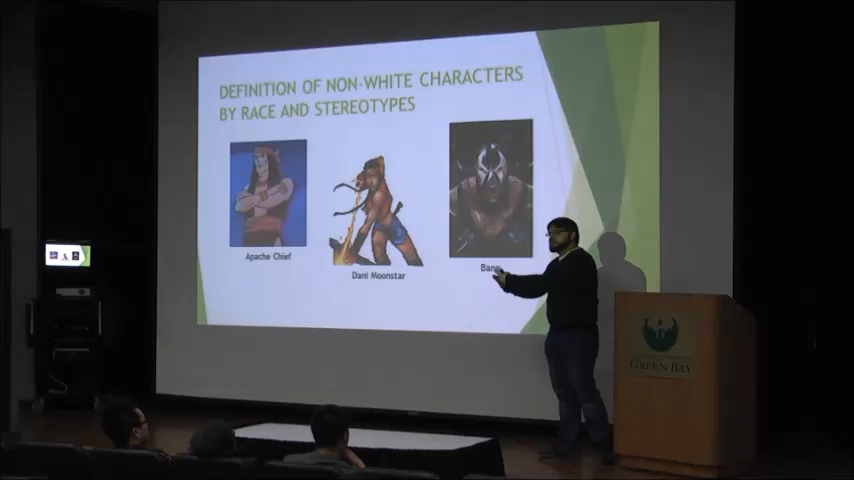 DEFINITION OF NON-WHITE CHARACTERS
BY RACE AND STEREOTYPES
Apache Chief
Dani Moonstar
GREEN BAY